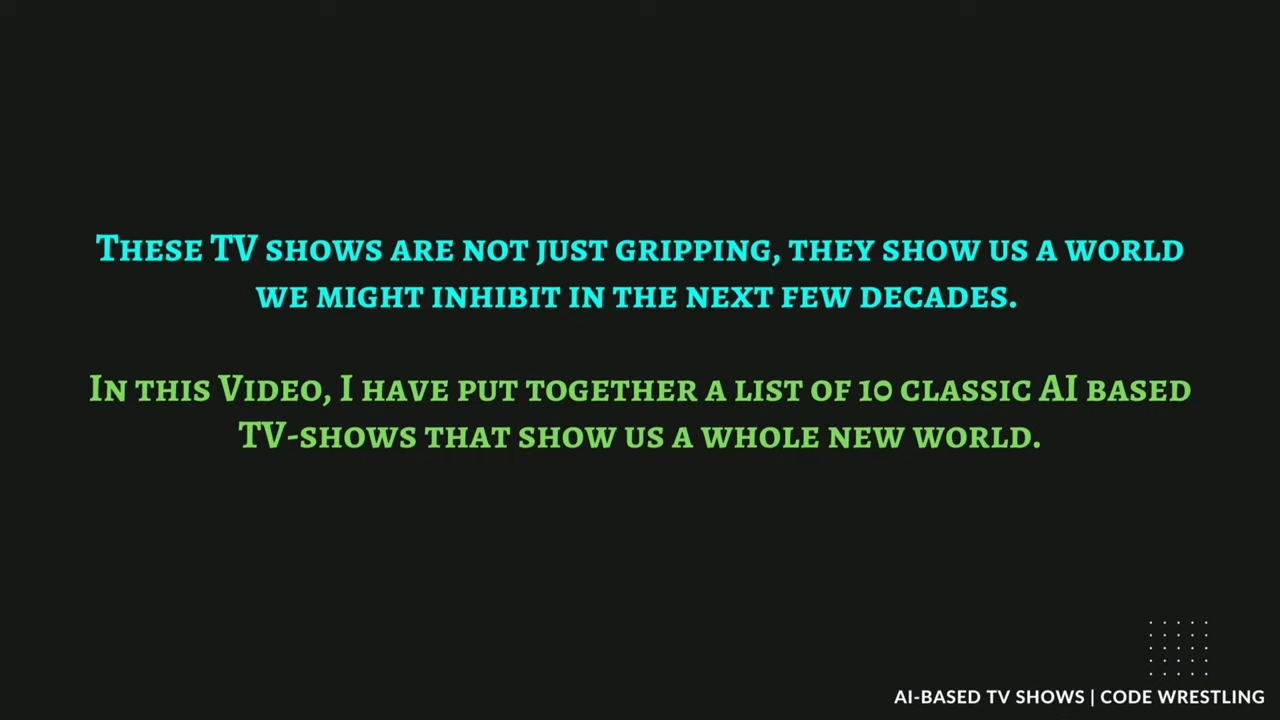 These TV shows are not just gripping, they show us a world
we might inhibit in the next few decades.
In this Video, I have put together a list of 10 classic AI based
TV-shows that show us a whole new world.
AI-BASED TV SHOWS | CODE WRESTLING